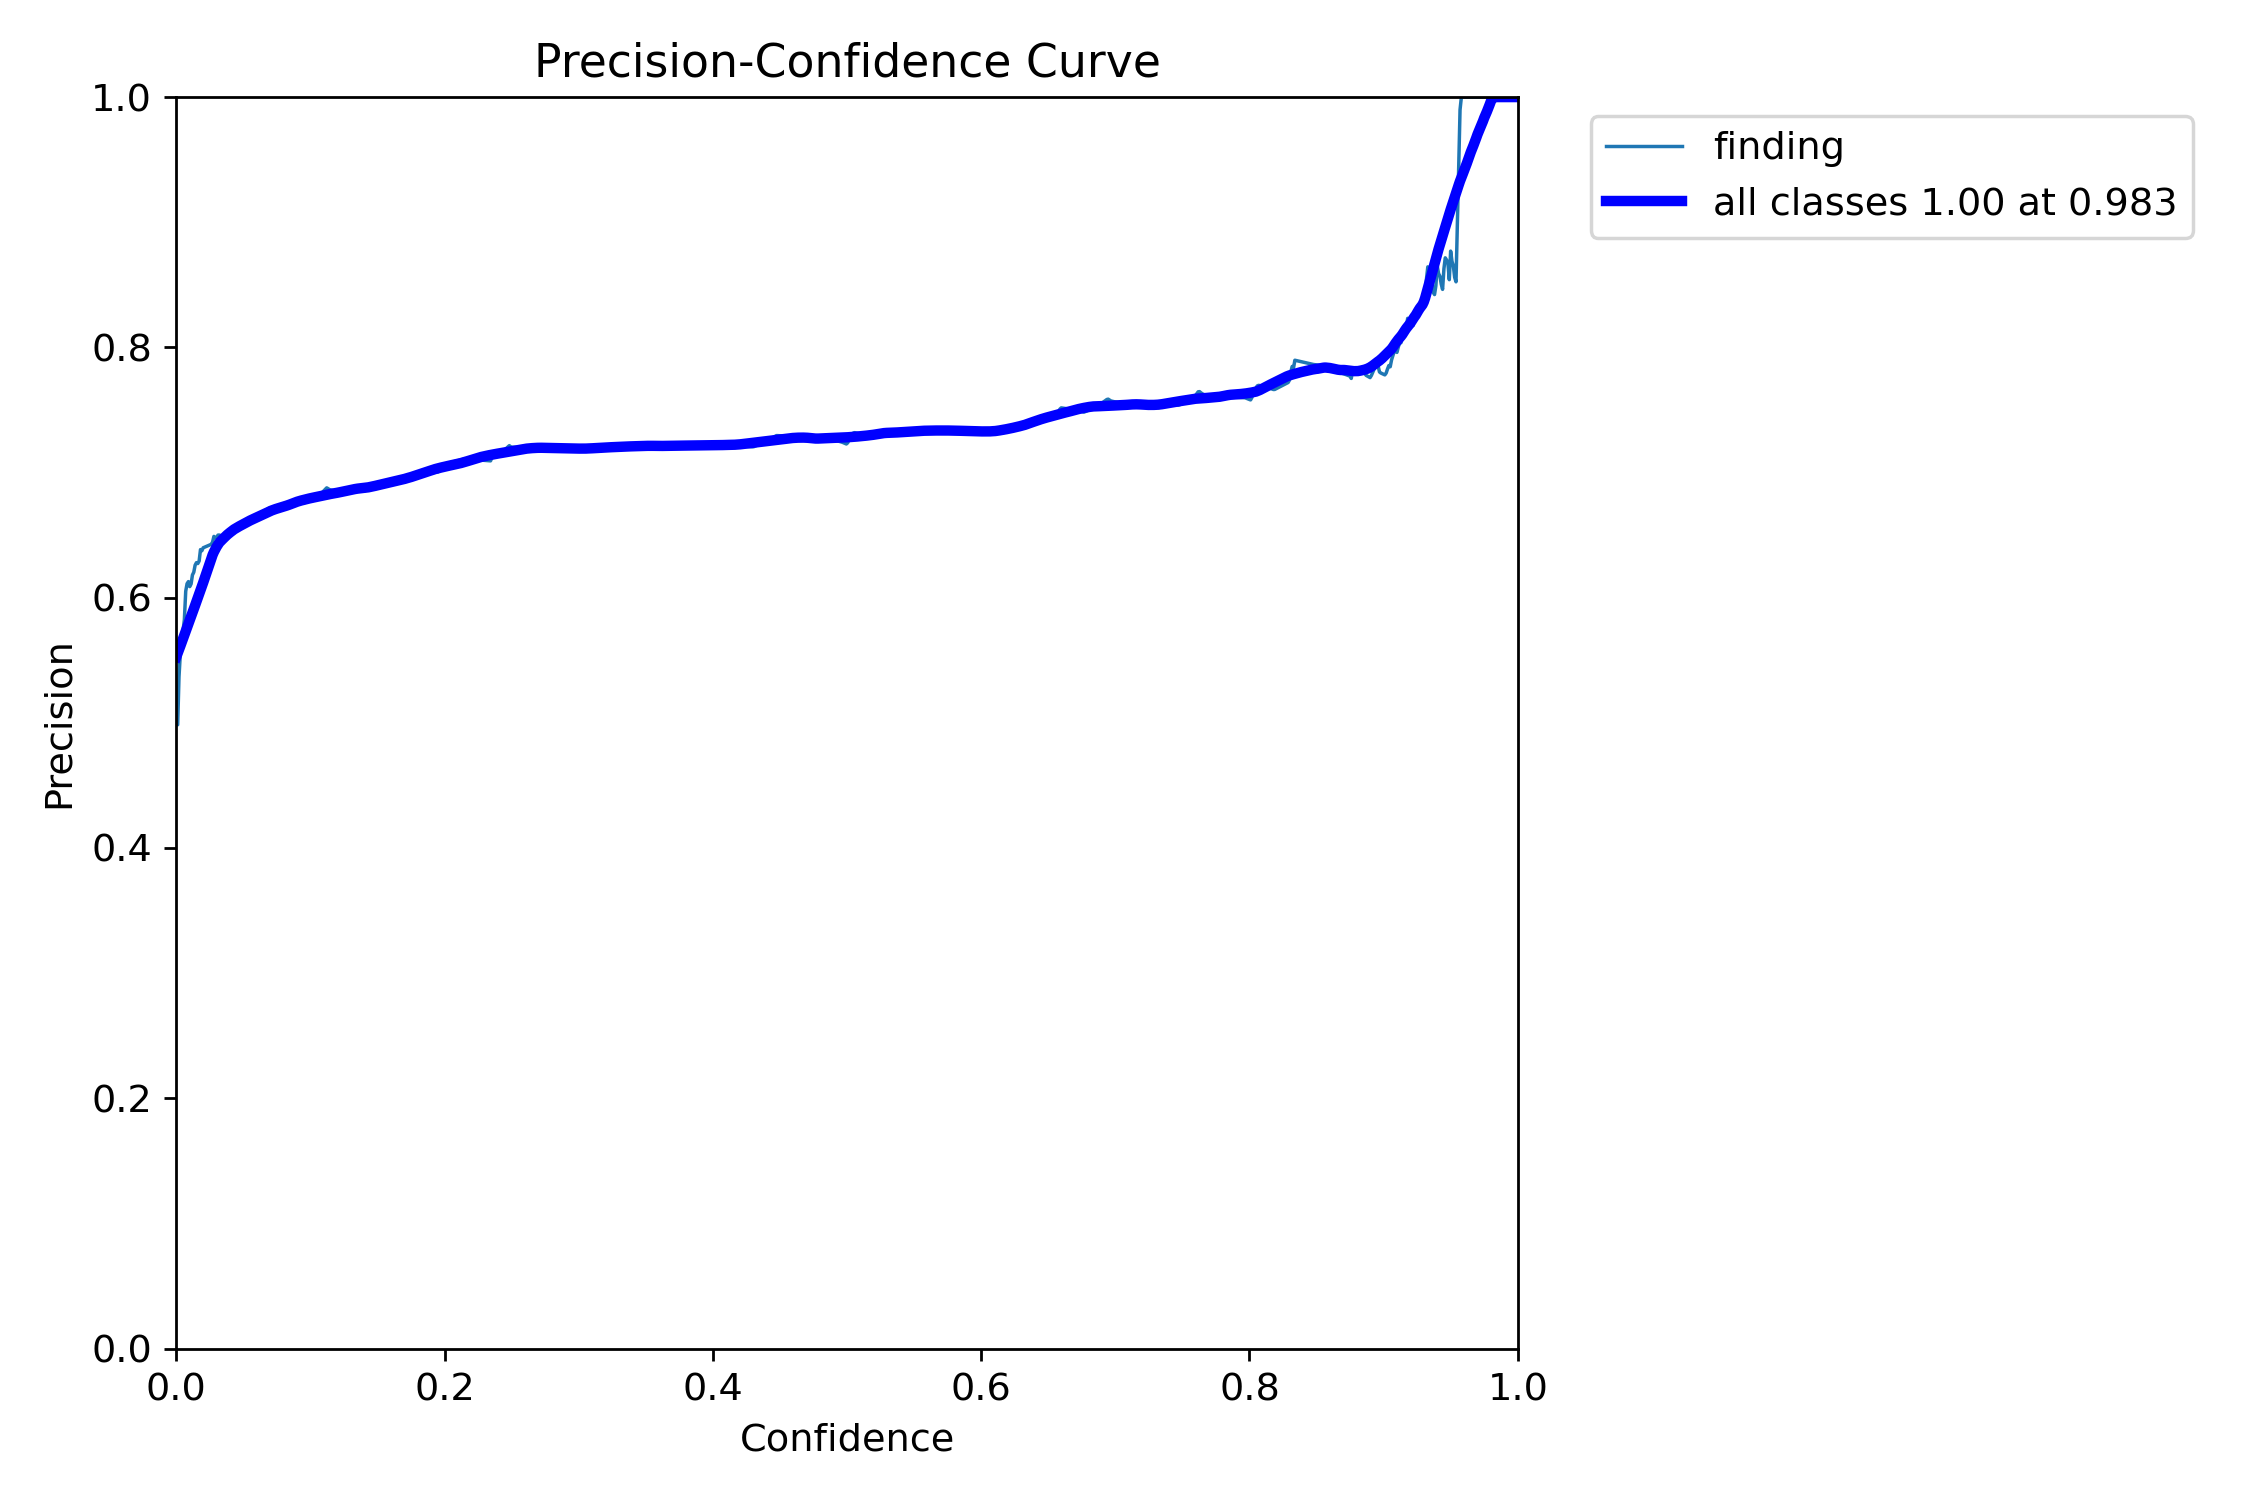 Precision-Confidence Curve
1.0
0.8
0.6
0.4
0.2
0.0
Precision
0.0 0.2 0.4 0.6 0.8 1.0
Confidence
finding
all classes 1.00 at 0.983